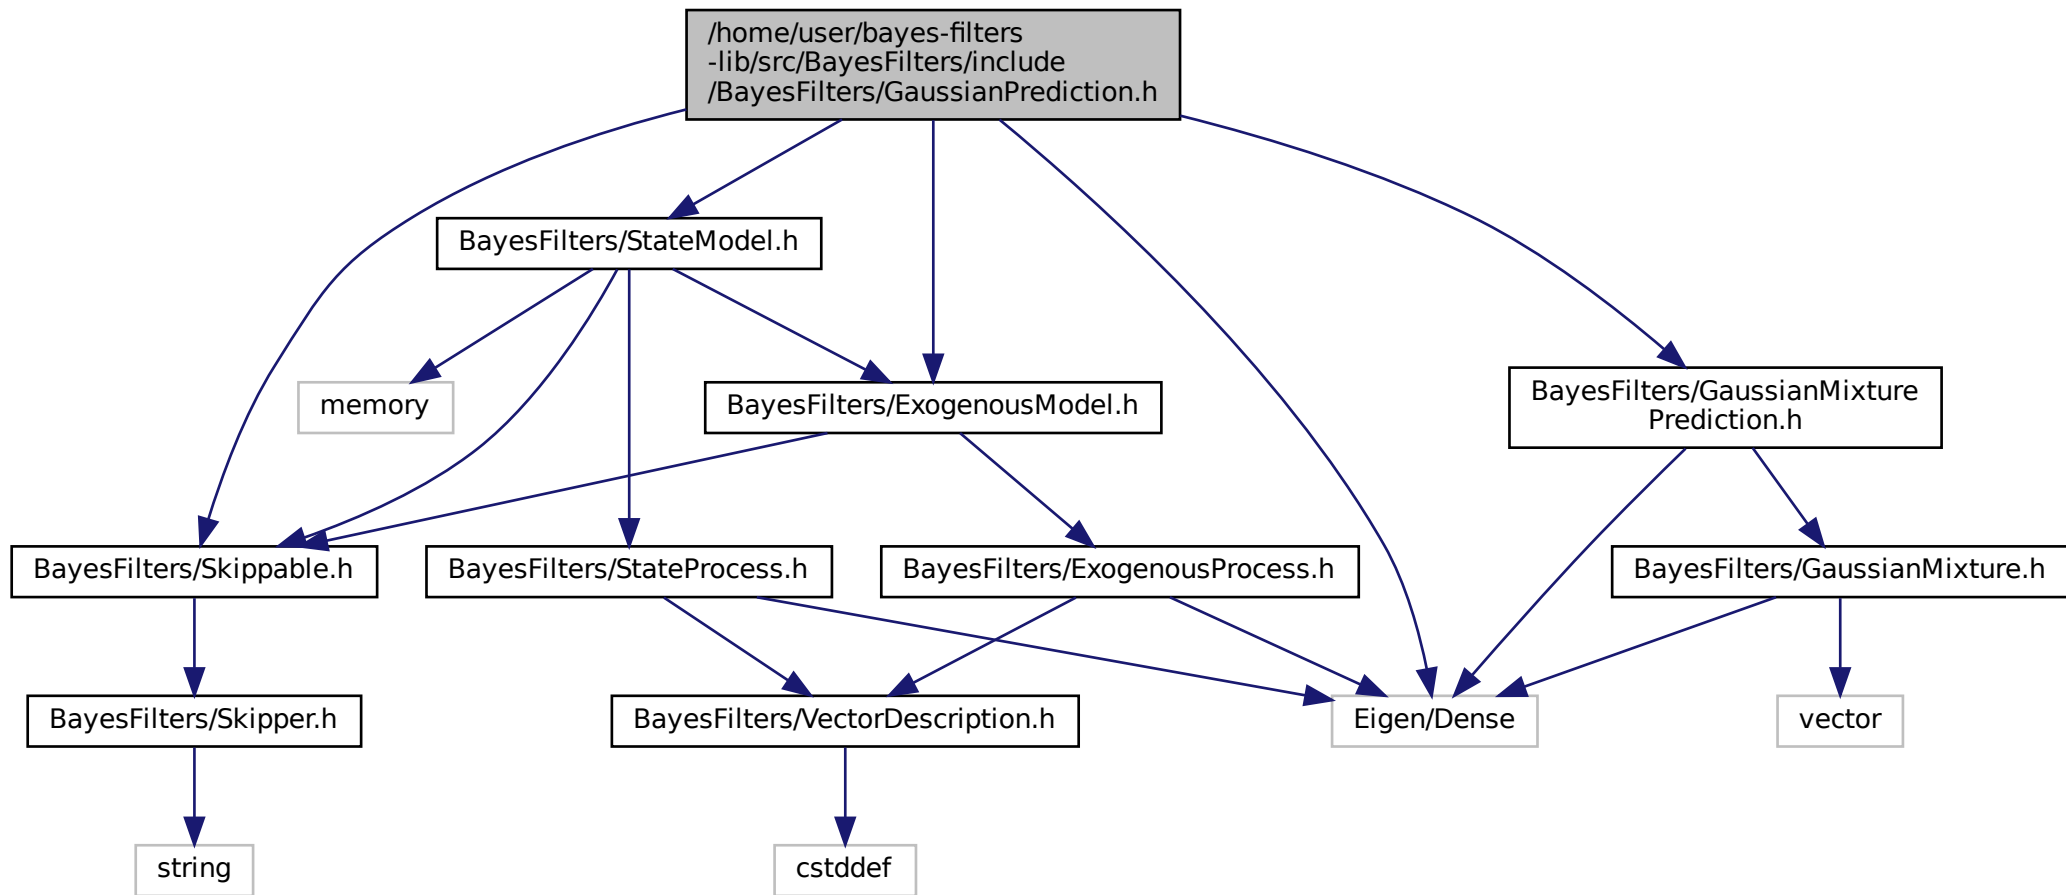 /home/user/bayes-filters
-lib/src/BayesFilters/include
/BayesFilters/GaussianPrediction.h
BayesFilters/StateModel.h
memory
BayesFilters/ExogenousModel.h
BayesFilters/GaussianMixture
Prediction.h
BayesFilters/Skippable.h
BayesFilters/StateProcess.h
BayesFilters/ExogenousProcess.h
BayesFilters/GaussianMixture.h
BayesFilters/Skipper.h
BayesFilters/VectorDescription.h
Eigen/Dense
vector
string
cstddef